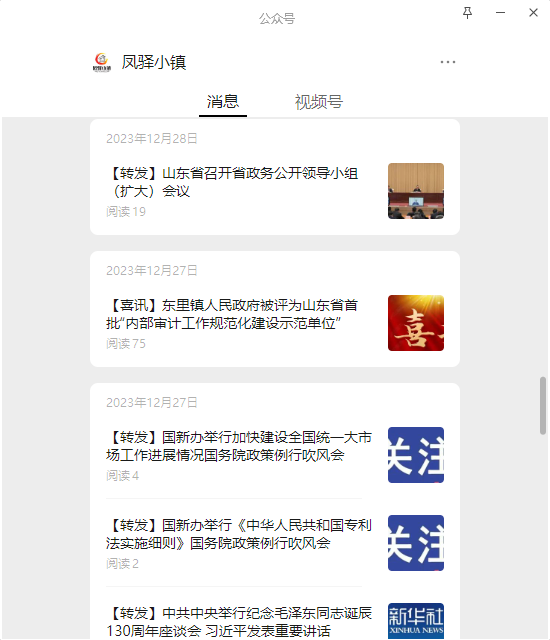 公众号
凤驿小镇
消息
视频号
2023年12月28日
【转发】山东省召开省政务公开领导小组
（扩大）会议
阅读 19
2023年12月27日
【喜讯】东里镇人民政府被评为山东省首
批“内部审计工作规范化建设示范单位”
阅读 75
喜
2023年12月27日
【转发】国新办举行加快建设全国统一大市
场工作进展情况国务院政策例行吹风会
阅读 4
关注
【转发】国新办举行《中华人民共和国专利
法实施细则》国务院政策例行吹风会
阅读 2
关注
【转发】中共中央举行纪念毛泽东同志诞辰
130周年座谈会 习近平发表重要讲话
新华社
XINHUA NEWS